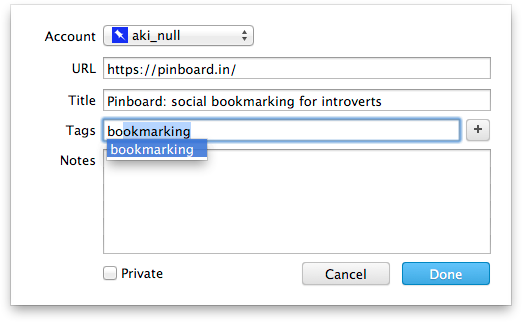 Account aki_null
URL https://pinboard.in/
Title Pinboard: social bookmarking for introverts
Tags bookmarking +
bookmarking
Notes
Private Cancel Done